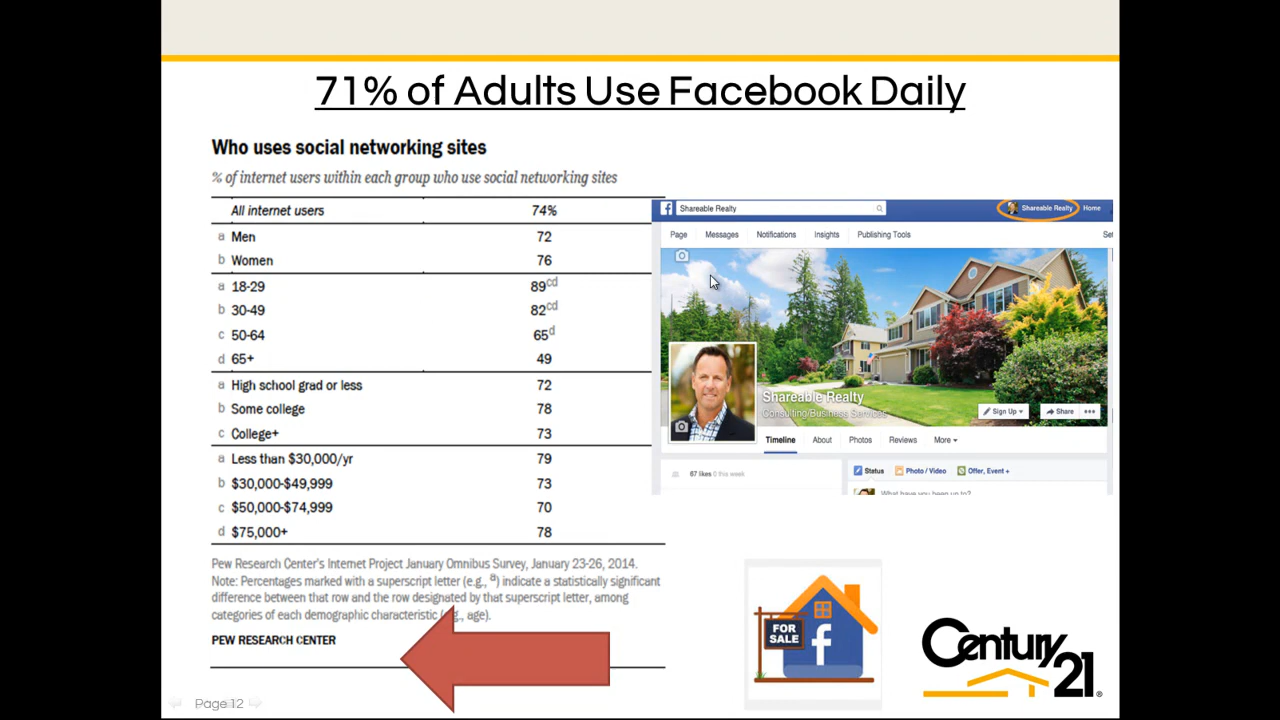 71% of Adults Use Facebook Daily
Who uses social networking sites
% of internet users within each group who use social networking sites
All internet users 74%
a Men 72
b Women 76
a 18-29 89cd
b 30-49 82cd
c 50-64 65d
d 65+ 49
a High school grad or less 72
b Some college 78
c College+ 73
a Less than $30,000/yr 79
b $30,000-$49,999 73
c $50,000-$74,999 70
d $75,000+ 78
Pew Research Center's Internet Project January Omnibus Survey, January 23-26, 2014.
Note: Percentages marked with a superscript letter (e.g., a) indicate a statistically significant
difference between that row and the row designated by that superscript letter, among
categories of each demographic characteristic age).
PEW RESEARCH CENTER
f Shareable Realty Shareable Realty Home
Page Messages Notifications Insights Publishing Tools
Shareable Realty
Consulting/Business Services
Sign Up Share
Timeline About Photos Reviews More
67 likes 0 this week
Status Photo / Video Offer, Event +
What have you been up to?
FOR
SALE
f
Century
21
Page 12